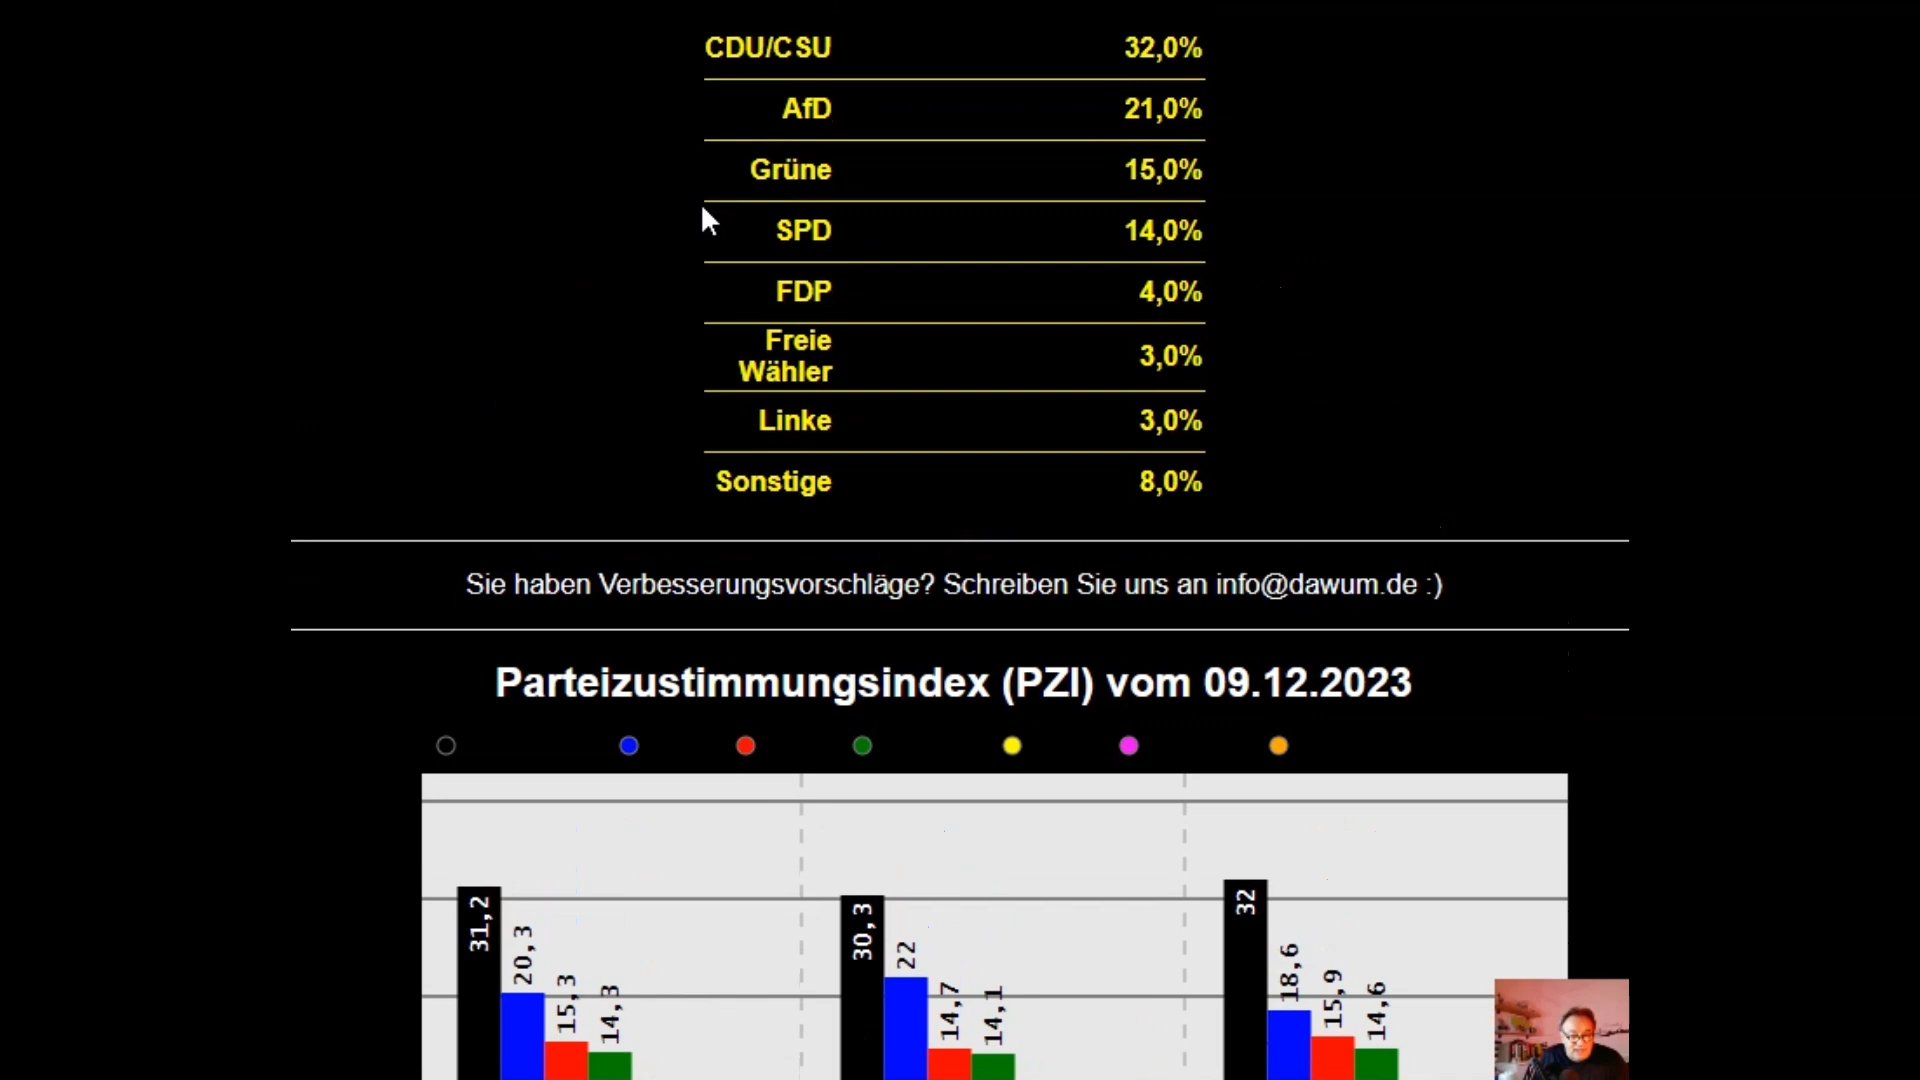 CDU/CSU 32,0%
AfD 21,0%
Grüne 15,0%
SPD 14,0%
FDP 4,0%
Freie
Wähler 3,0%
Linke 3,0%
Sonstige 8,0%
Sie haben Verbesserungsvorschläge? Schreiben Sie uns an info@dawum.de :)
Parteizustimmungsindex (PZI) vom 09.12.2023
31,2 20,3 15,3 14,3
30,3 22 14,7 14,1
32 18,6 15,9 14,6